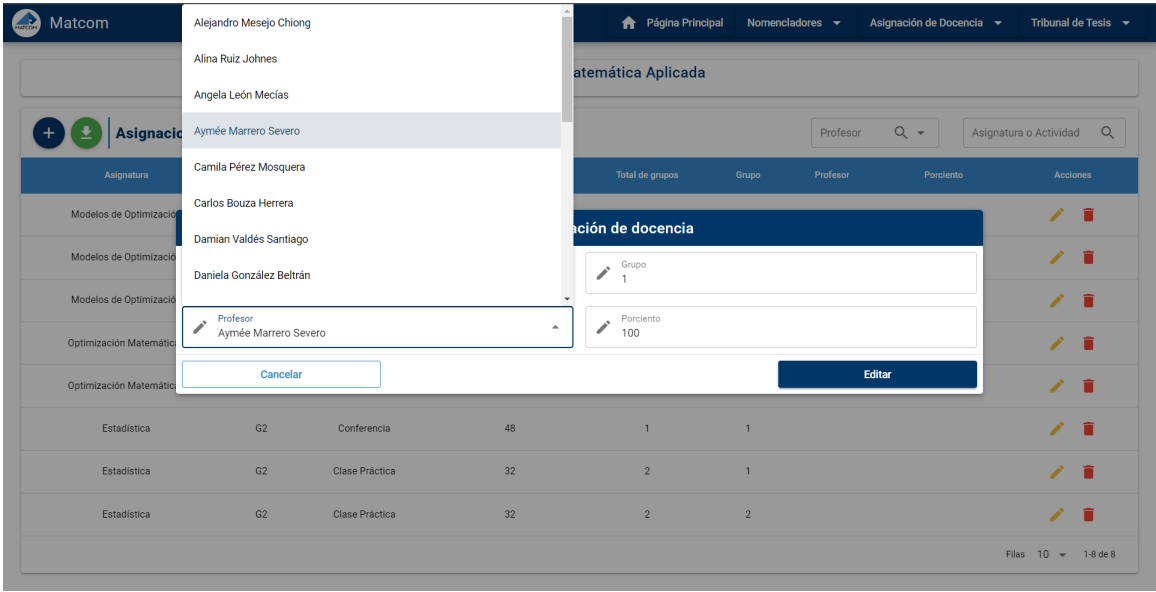 MATCOM
Matcom
Página Principal
Nomencladores
Asignación de Docencia
Tribunal de Tesis
atemática Aplicada
Asignacio
Profesor
Asignatura o Actividad
Asignatura
Total de grupos
Grupo
Profesor
Porciento
Acciones
Alejandro Mesejo Chiong
Alina Ruiz Johnes
Angela León Mecías
Aymée Marrero Severo
Camila Pérez Mosquera
Carlos Bouza Herrera
Damian Valdés Santiago
Daniela González Beltrán
Modelos de Optimizació
Modelos de Optimizació
Modelos de Optimizació
Optimización Matemátic
Optimización Matemátic
ación de docencia
Grupo
1
Profesor
Aymée Marrero Severo
Porciento
100
Cancelar
Editar
Estadística G2 Conferencia 48 1 1
Estadística G2 Clase Práctica 32 2 1
Estadística G2 Clase Práctica 32 2 2
Filas 10 1-8 de 8